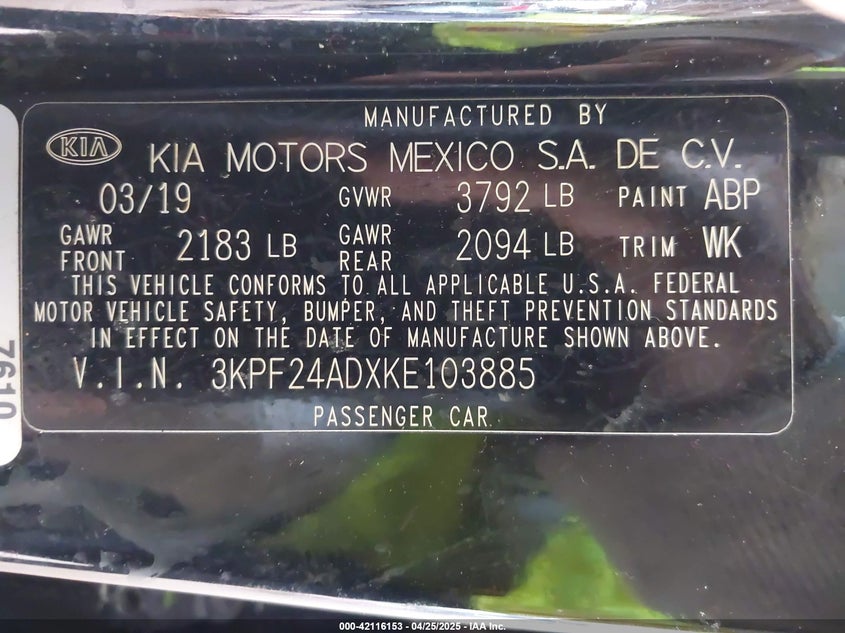 MANUFACTURED BY
KIA KIA MOTORS MEXICO S.A. DE C.V.
03/19 GVWR 3792 LB PAINT ABP
GAWR FRONT 2183 LB GAWR REAR 2094 LB TRIM WK
THIS VEHICLE CONFORMS TO ALL APPLICABLE U.S.A. FEDERAL
MOTOR VEHICLE SAFETY, BUMPER, AND THEFT PREVENTION STANDARDS
IN EFFECT ON THE DATE OF MANUFACTURE SHOWN ABOVE.
V.I.N. 3KPF24ADXKE103885
PASSENGER CAR
000-42116153 - 04/25/2025 - IAA Inc.